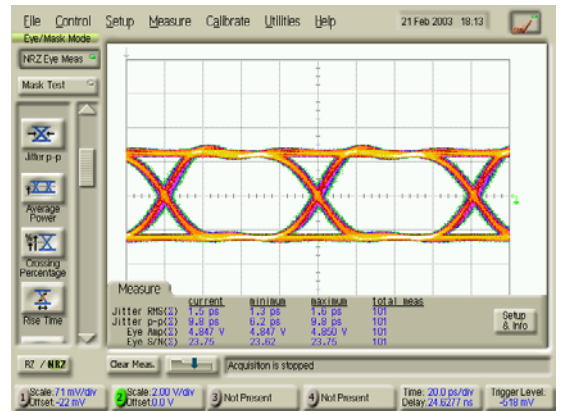 File Control Setup Measure Calibrate Utilities Help 21 Feb 2003 18:13
Eye/Mask Mode
NRZ Eye Meas
Mask Test
Jitter p-p
Average
Power
Crossing
Percentage
Rise Time
Measure
current minimum maximum total meas
Jitter RMS(2) 1.5 ps 1.3 ps 1.6 ps 101
Jitter p-p(2) 9.8 ps 6.2 ps 9.8 ps 101
Eye Amp(2) 4.847 V 4.847 V 4.850 V 101
Eye S/N(2) 23.75 23.62 23.75 101
Setup
& Info
RZ / NRZ
Clear Meas.
Acquisition is stopped
1) Scale:71 mV/div
Offset:-22 mV
2) Scale:2.00 V/div
Offset:0.0 V
3) Not Present
4) Not Present
Time: 20.0 ps/div
Delay:24.6277 ns
Trigger Level:
-518 mV